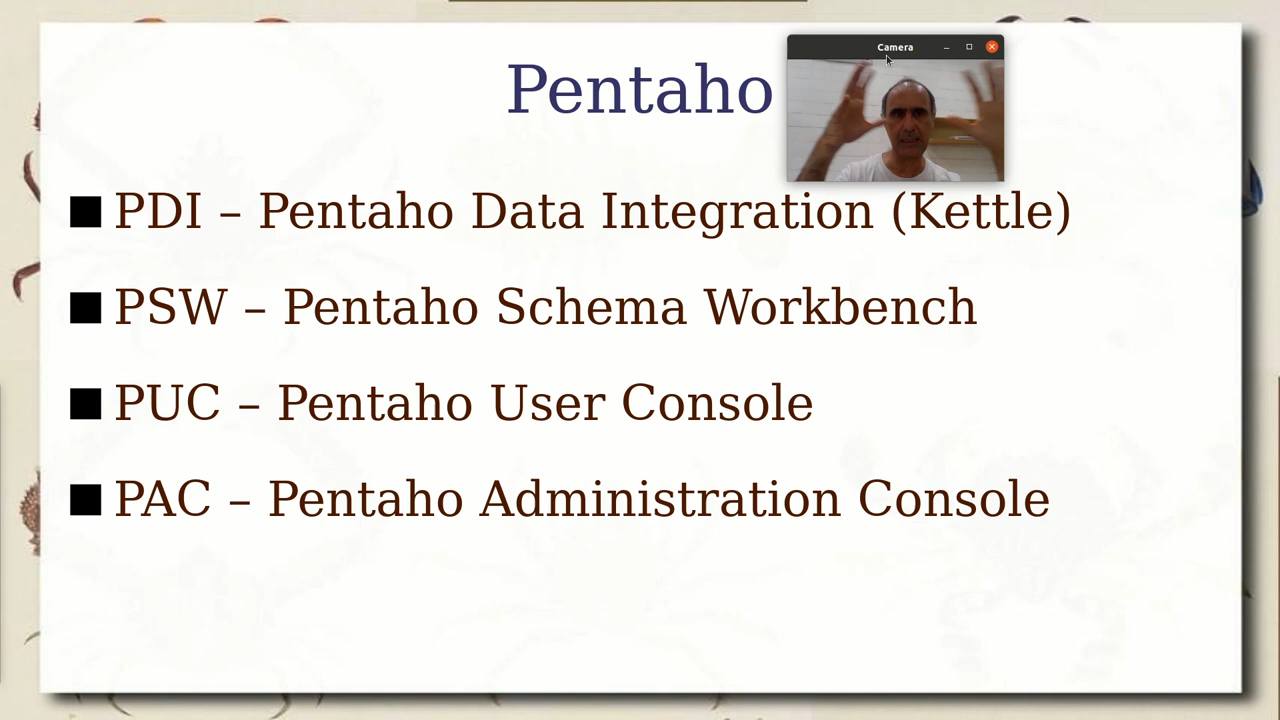 Camera
Pentaho
PDI – Pentaho Data Integration (Kettle)
PSW – Pentaho Schema Workbench
PUC – Pentaho User Console
PAC – Pentaho Administration Console